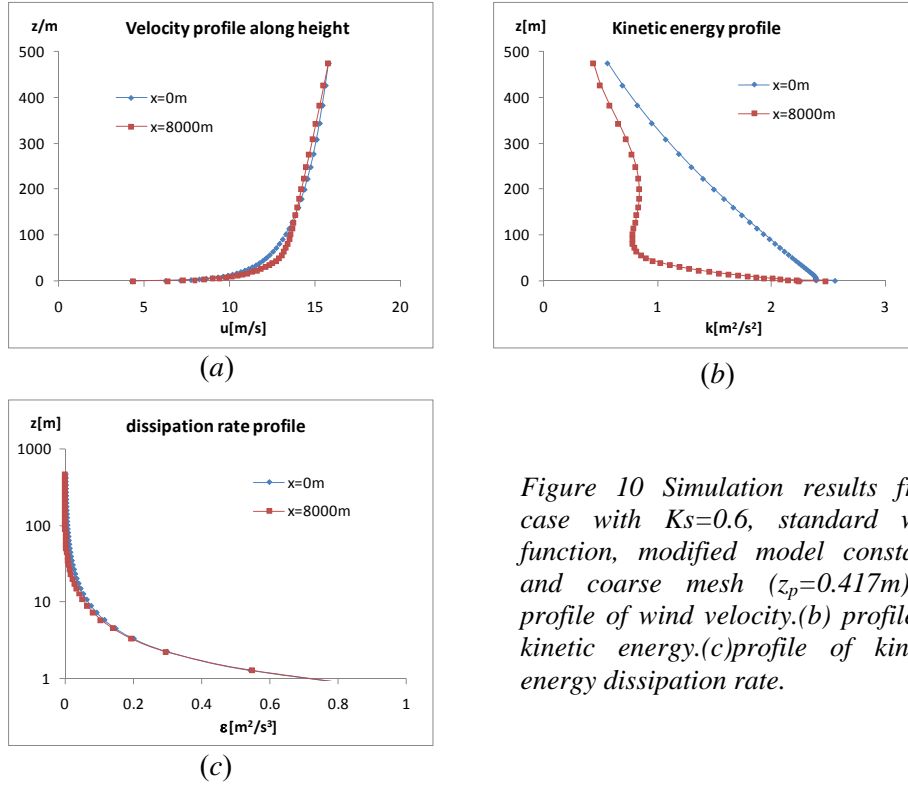 z/m
Velocity profile along height
500
400
300
200
100
0
x=0m
x=8000m
0 5 10 15 20
u[m/s]
(a)
z[m]
Kinetic energy profile
500
400
300
200
100
0
x=0m
x=8000m
0 1 2 3
k[m²/s²]
(b)
z[m]
dissipation rate profile
1000
100
10
1
x=0m
x=8000m
0 0.2 0.4 0.6 0.8 1
ε[m²/s³]
(c)
Figure 10 Simulation results
case with Ks=0.6, standard
function, modified model
and coarse mesh (zₚ=0.417m)
profile of wind velocity.(b) profile
kinetic energy.(c)profile of
energy dissipation rate.